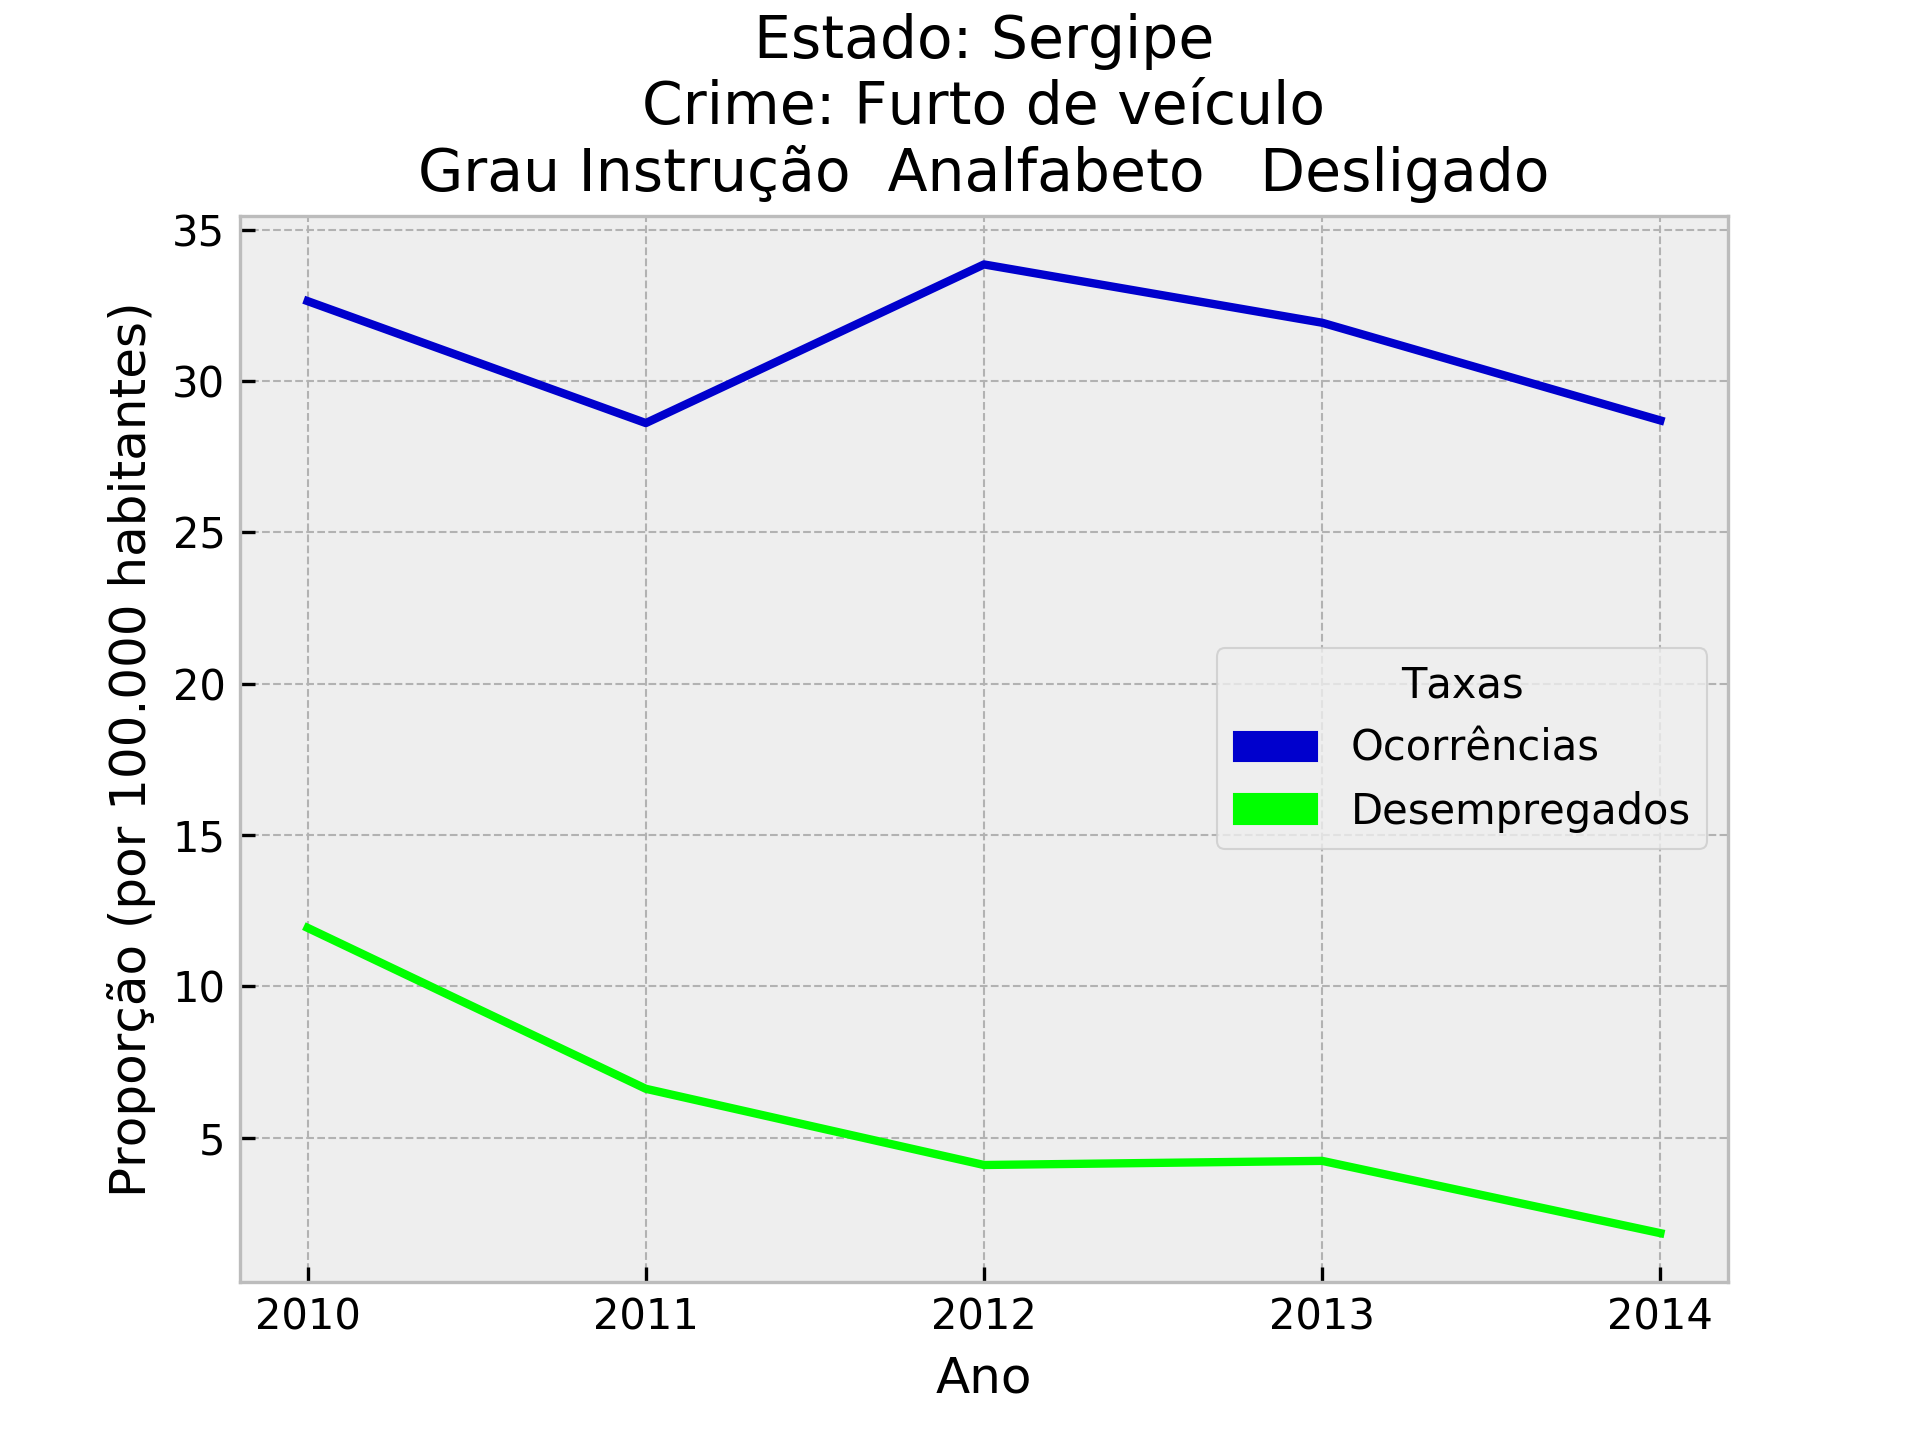 Estado: Sergipe
Crime: Furto de veículo
Grau Instrução  Analfabeto   Desligado
Proporção (por 100.000 habitantes)
35
30
25
20
15
10
5
Taxas
Ocorrências
Desempregados
2010 2011 2012 2013 2014
Ano